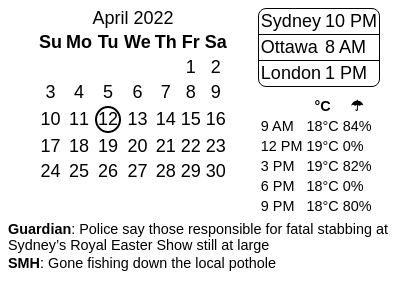 April 2022
Su Mo Tu We Th Fr Sa
1 2
3 4 5 6 7 8 9
10 11 12 13 14 15 16
17 18 19 20 21 22 23
24 25 26 27 28 29 30
Sydney 10 PM
Ottawa 8 AM
London 1 PM
°C ☂
9 AM 18°C 84%
12 PM 19°C 0%
3 PM 19°C 82%
6 PM 18°C 0%
9 PM 18°C 80%
Guardian: Police say those responsible for fatal stabbing at
Sydney’s Royal Easter Show still at large
SMH: Gone fishing down the local pothole